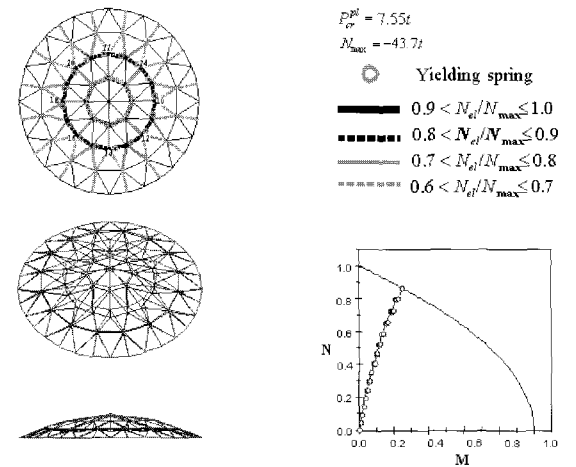 P_cr^pl = 7.55t
N_max = -43.7t
Yielding spring
0.9 < N_el/N_max ≤ 1.0
0.8 < N_el/N_max ≤ 0.9
0.7 < N_el/N_max ≤ 0.8
0.6 < N_el/N_max ≤ 0.7
1.0
0.8
0.6
N
0.4
0.2
0.0
0.0 0.2 0.4 0.6 0.8 1.0
M